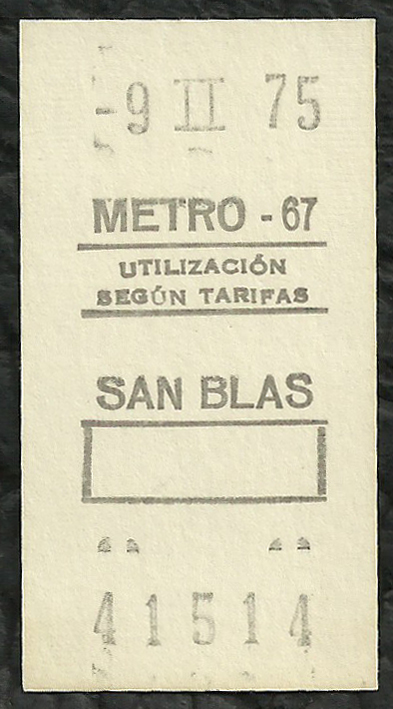 -9 II 75
METRO - 67
UTILIZACIÓN
SEGÚN TARIFAS
SAN BLAS
41514